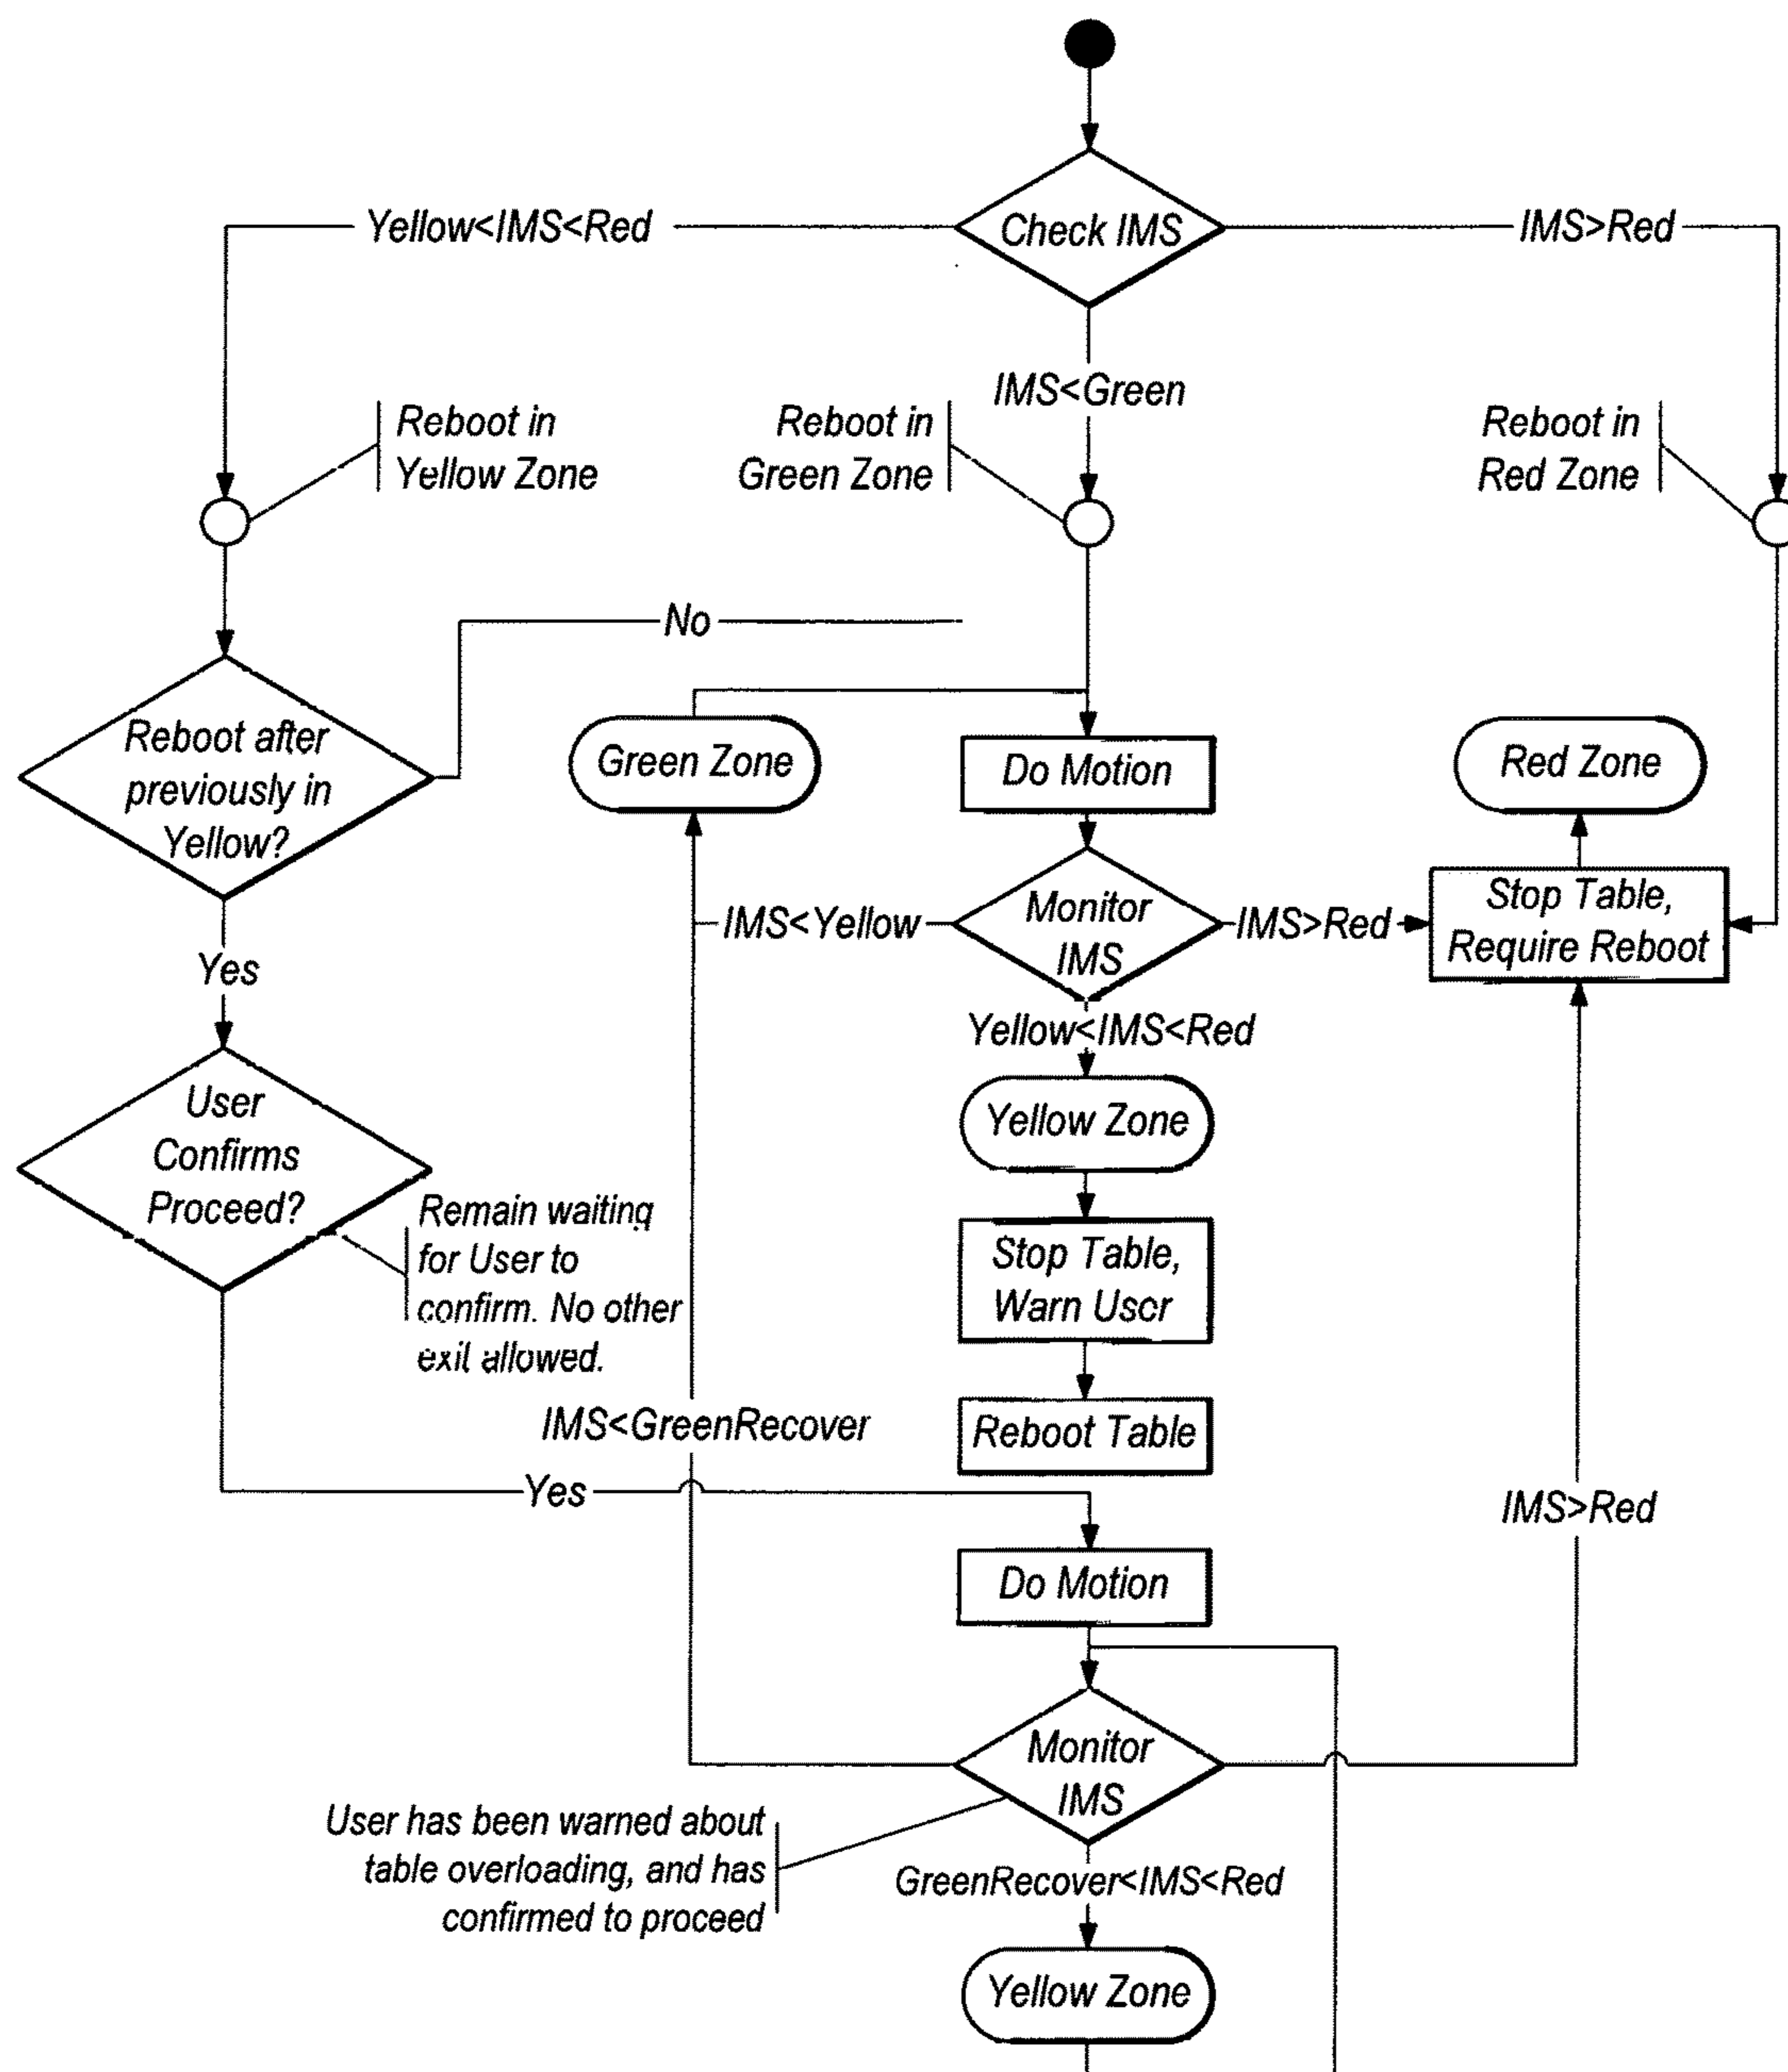 Check IMS
Yellow<IMS<Red
IMS>Red
IMS<Green
Reboot in
Yellow Zone
Reboot in
Green Zone
Reboot in
Red Zone
No
Reboot after
previously in
Yellow?
Green Zone
Do Motion
Red Zone
IMS<Yellow
Monitor
IMS
IMS>Red
Stop Table,
Require Reboot
Yes
Yellow<IMS<Red
User
Confirms
Proceed?
Yellow Zone
Remain waiting
for User to
confirm. No other
exit allowed.
Stop Table,
Warn User
IMS<GreenRecover
Reboot Table
Yes
IMS>Red
Do Motion
Monitor
IMS
User has been warned about
table overloading, and has
confirmed to proceed
GreenRecover<IMS<Red
Yellow Zone